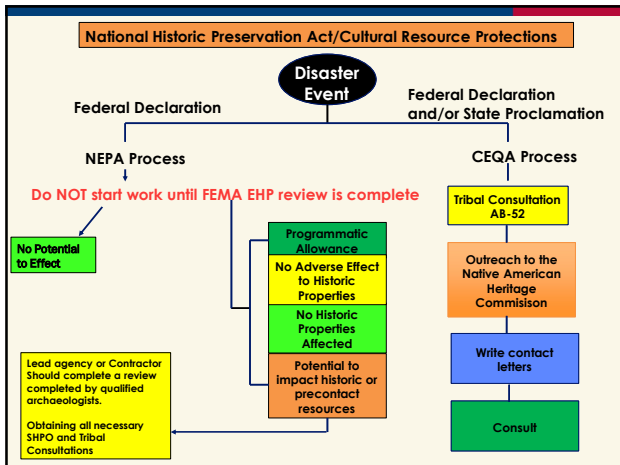 National Historic Preservation Act/Cultural Resource Protections
Disaster
Event
Federal Declaration
Federal Declaration
and/or State Proclamation
NEPA Process
CEQA Process
Do NOT start work until FEMA EHP review is complete
Tribal Consultation
AB-52
No Potential
to Effect
Programmatic
Allowance
No Adverse Effect
to Historic
Properties
No Historic
Properties
Affected
Potential to
impact historic or
precontact
resources
Outreach to the
Native American
Heritage
Commisison
Write contact
letters
Consult
Lead agency or Contractor
Should complete a review
completed by qualified
archaeologists.
Obtaining all necessary
SHPO and Tribal
Consultations